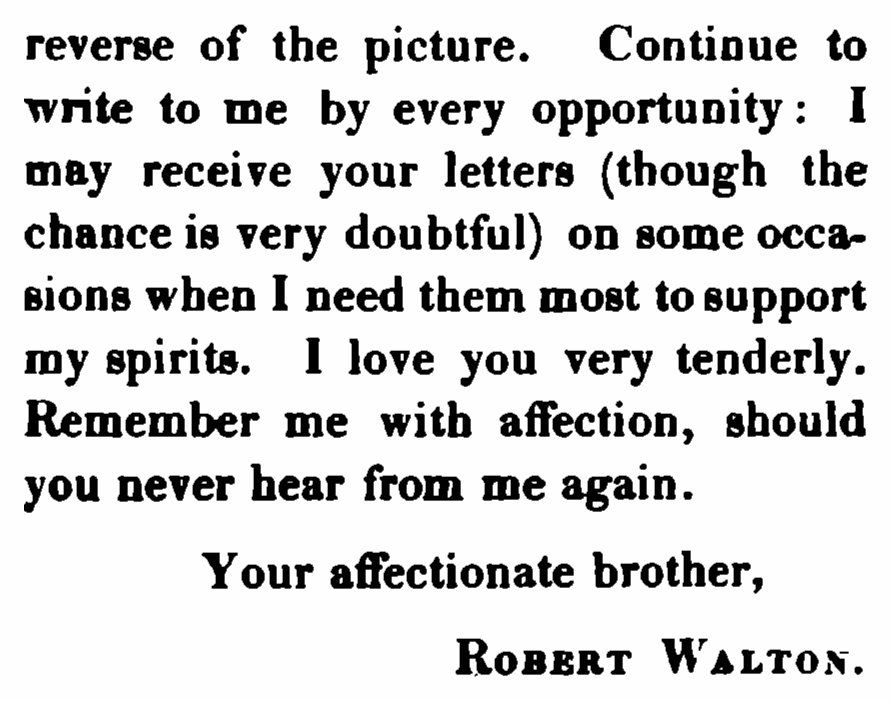 reverse of the picture. Continue to
write to me by every opportunity: I
may receive your letters (though the
chance is very doubtful) on some occa-
sions when I need them most to support
my spirits. I love you very tenderly.
Remember me with affection, should
you never hear from me again.
Your affectionate brother,
ROBERT WALTON.